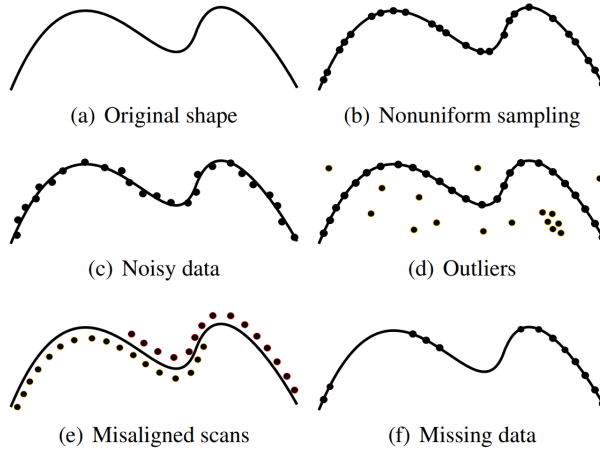 (a) Original shape
(b) Nonuniform sampling
(c) Noisy data
(d) Outliers
(e) Misaligned scans
(f) Missing data